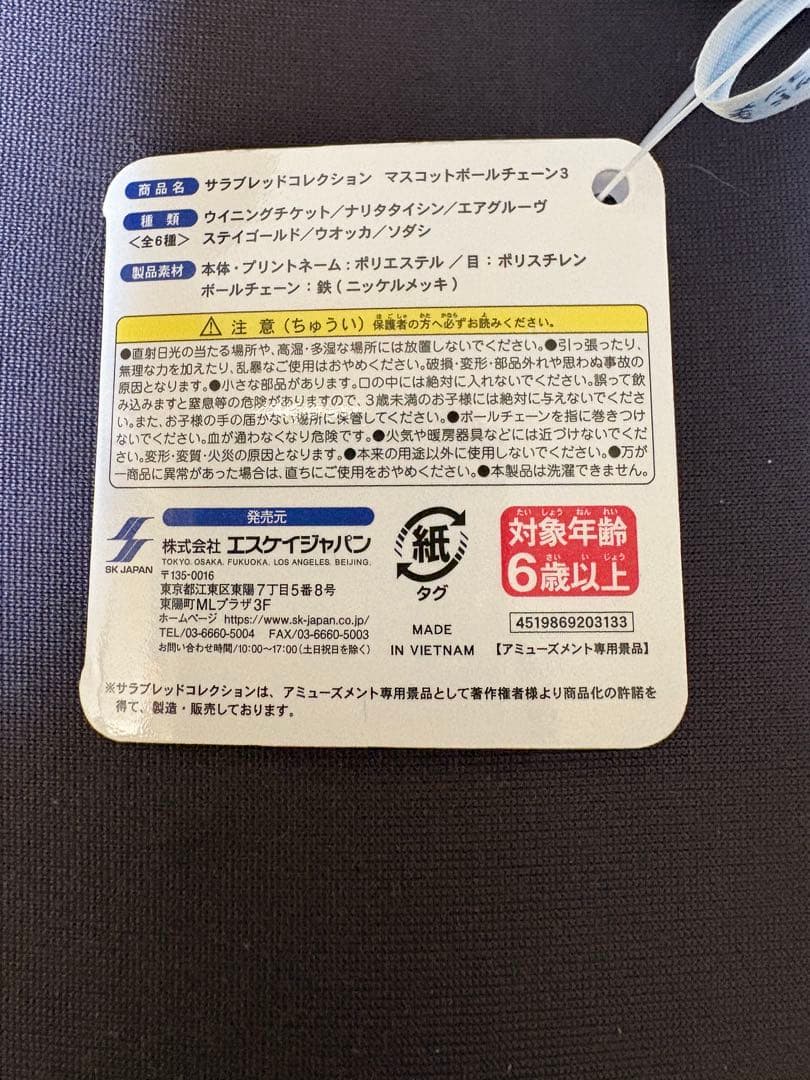 商品名 サラブレッドコレクション マスコットボールチェーン3
種類 ウイニングチケット／ナリタタイシン／エアグルーヴ
<全6種> ステイゴールド／ウオッカ／ソダシ
製品素材 本体・プリントネーム：ポリエステル ／目：ポリスチレン
ボールチェーン：鉄（ニッケルメッキ）
注意（ちゅうい）保護者の方へ必ずお読みください。
●直射日光の当たる場所や、高温・多湿な場所には放置しないでください。●引っ張ったり、
無理な力を加えたり、乱暴なご使用はおやめください。破損・変形・部品外れや思わぬ事故の
原因となります。●小さな部品があります。口の中には絶対に入れないでください。誤って飲
み込みますと窒息等の危険がありますので、3歳未満のお子様には絶対に与えないでくださ
い。また、お子様の手の届かない場所に保管してください。●ボールチェーンを指に巻きつけ
ないでください。血が通わなくなり危険です。●火気や暖房器具などには近づけないでくだ
さい。変形・変質・火災の原因となります。●本来の用途以外に使用しないでください。●万が
一商品に異常があった場合は、直ちにご使用をおやめください。●本製品は洗濯できません。
発売元
SK JAPAN
株式会社 エスケイジャパン
TOKYO. OSAKA. FUKUOKA. LOS ANGELES. BEIJING.
〒135-0016
東京都江東区東陽7丁目5番8号
東陽町MLプラザ3F
ホームページ https://www.sk-japan.co.jp/
TEL/03-6660-5004 FAX/03-6660-5003
お問い合わせ時間/10:00〜17:00（土日祝日を除く）
紙
タグ
MADE
IN VIETNAM
たい しょう ねん れい
対象年齢
さい い じょう
6歳以上
4519869203133
【アミューズメント専用景品】
※サラブレッドコレクションは、アミューズメント専用景品として著作権者様より商品化の許諾を
得て、製造・販売しております。